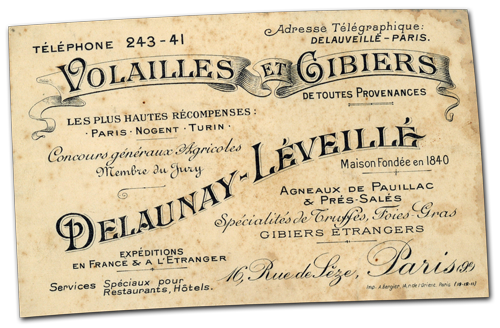 TÉLÉPHONE 243-41
Adresse Télégraphique:
DELAUVEILLÉ-PARIS.
VOLAILLES ET GIBIERS
DE TOUTES PROVENANCES
LES PLUS HAUTES RÉCOMPENSES:
PARIS · NOGENT · TURIN
Concours généraux Agricoles
Membre du Jury
DELAUNAY-LÉVEILLÉ
Maison Fondée en 1840
AGNEAUX DE PAUILLAC
& PRÉS-SALÉS
Spécialités de Truffes, Foies-Gras
GIBIERS ÉTRANGERS
EXPÉDITIONS
EN FRANCE & A L'ÉTRANGER
Services Spéciaux pour
Restaurants, Hôtels.
16, Rue de Sèze, Paris